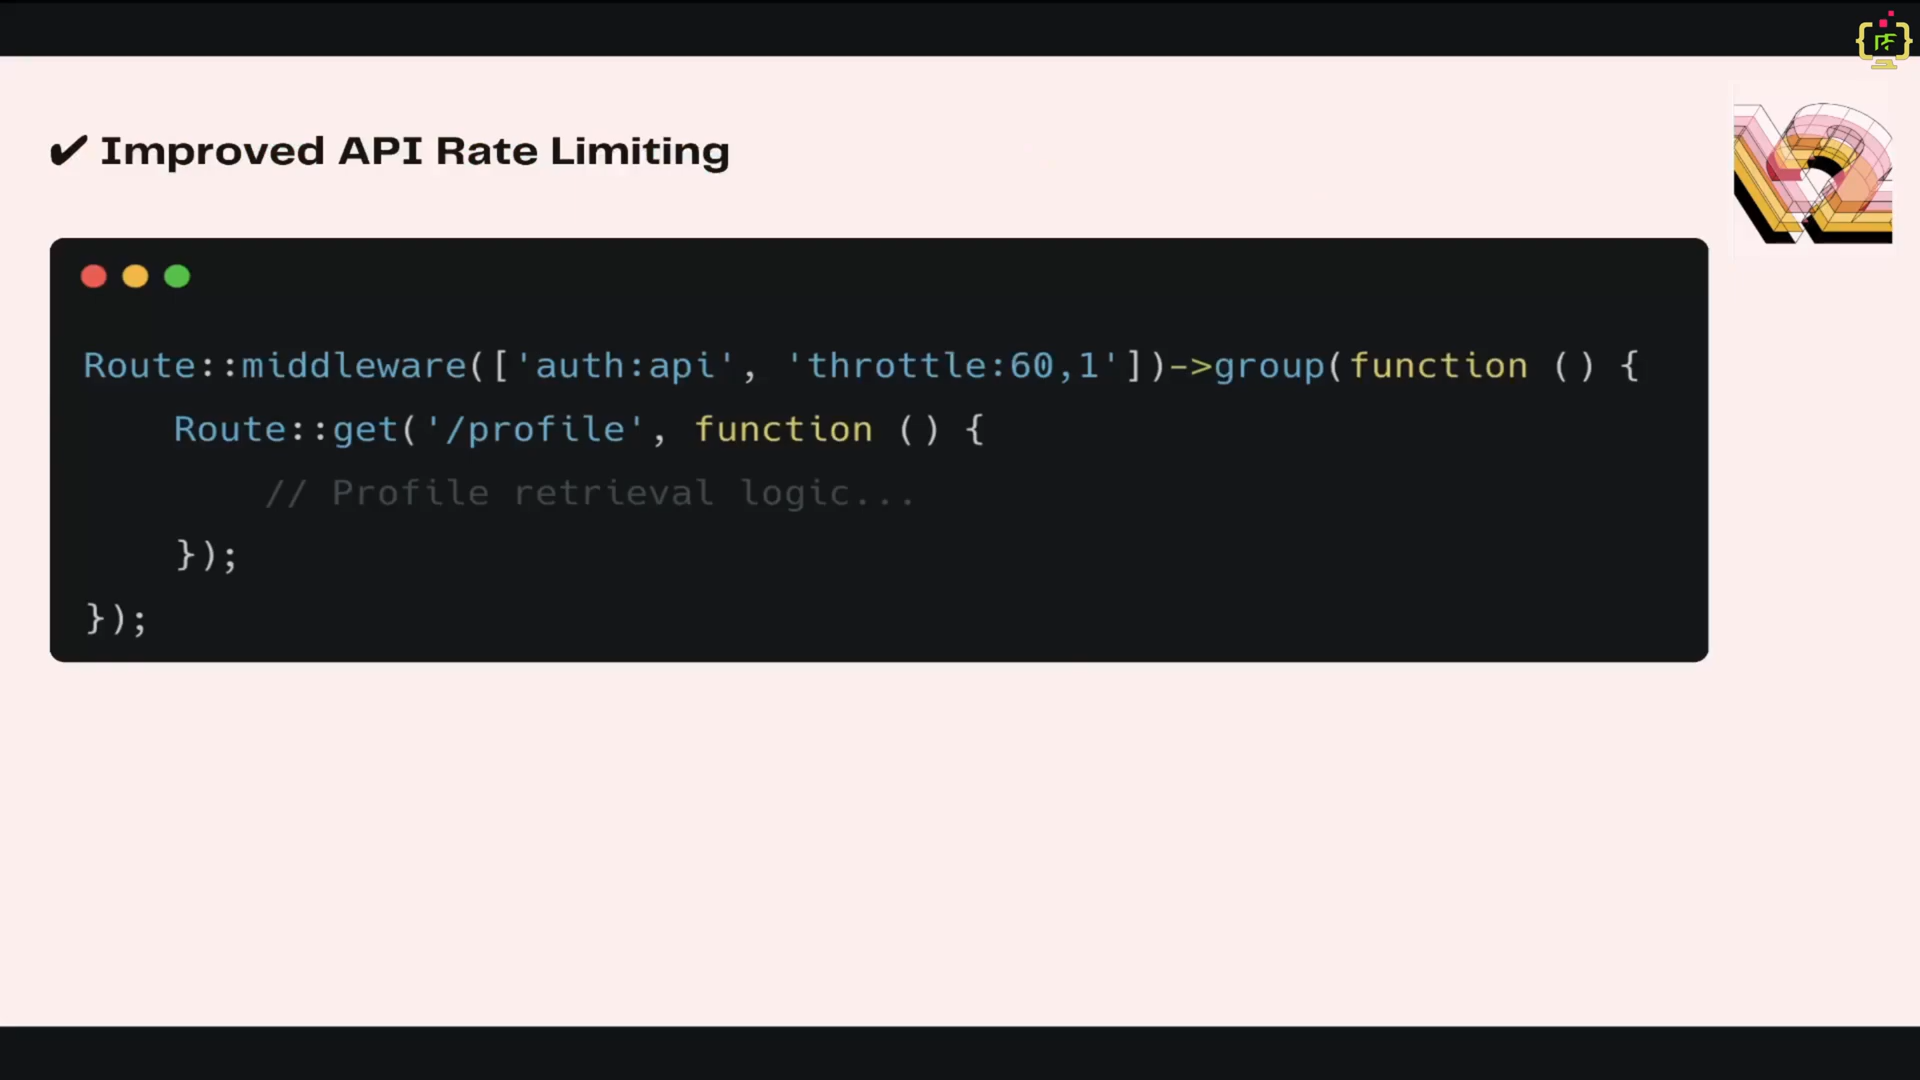 ✔ Improved API Rate Limiting
Route::middleware(['auth:api', 'throttle:60,1'])->group(function () {
    Route::get('/profile', function () {
        // Profile retrieval logic...
    });
});